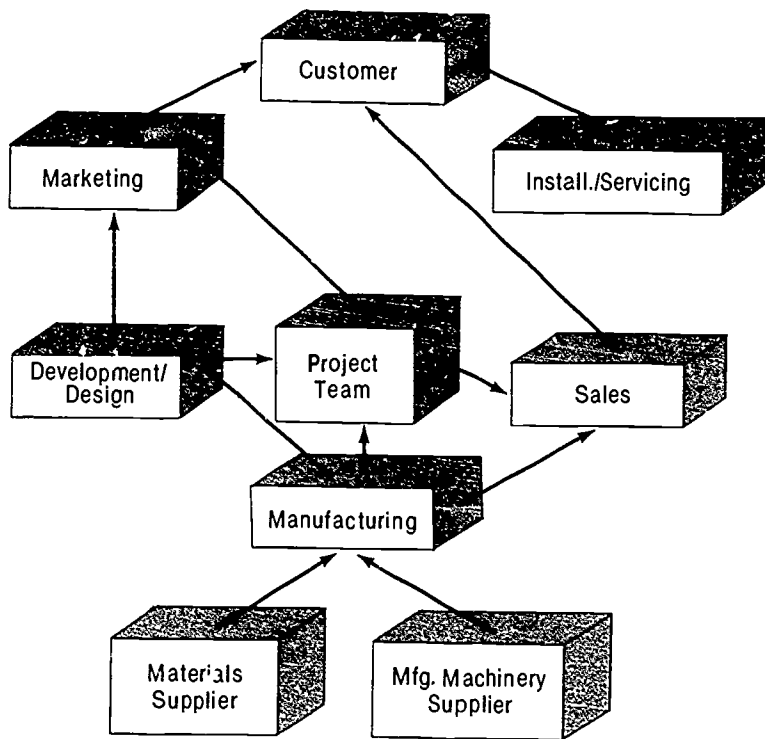 Customer
Marketing
Install./Servicing
Development/
Design
Project
Team
Sales
Manufacturing
Materials
Supplier
Mfg. Machinery
Supplier